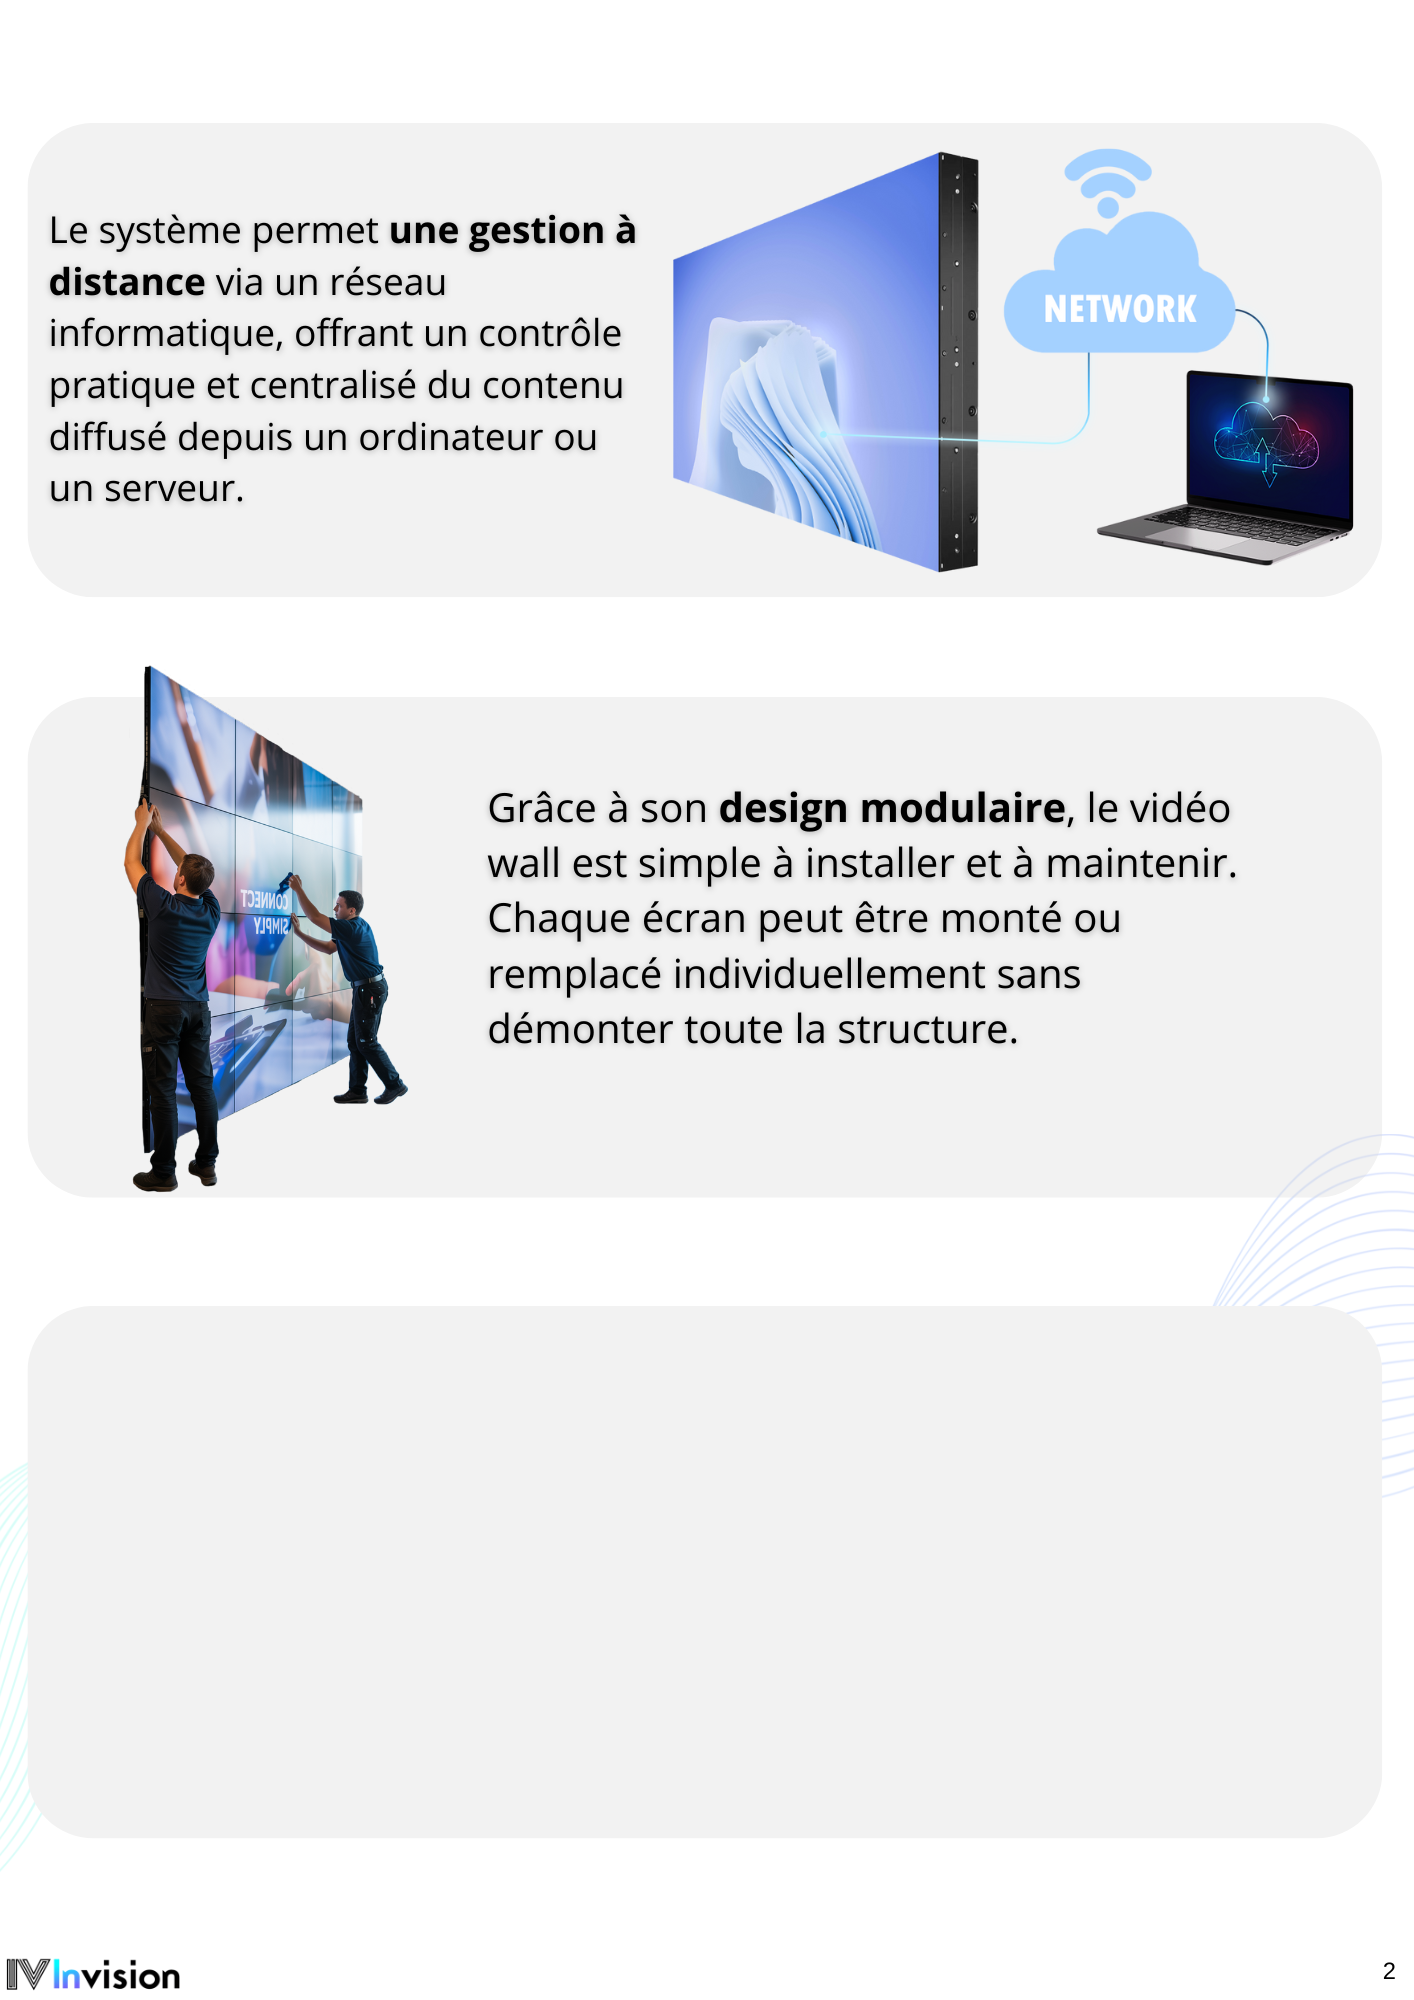 Le système permet une gestion à
distance via un réseau
informatique, offrant un contrôle
pratique et centralisé du contenu
diffusé depuis un ordinateur ou
un serveur.
NETWORK
Grâce à son design modulaire, le vidéo
wall est simple à installer et à maintenir.
Chaque écran peut être monté ou
remplacé individuellement sans
démonter toute la structure.
CONNECT
SIMPLY
IV Invision
2